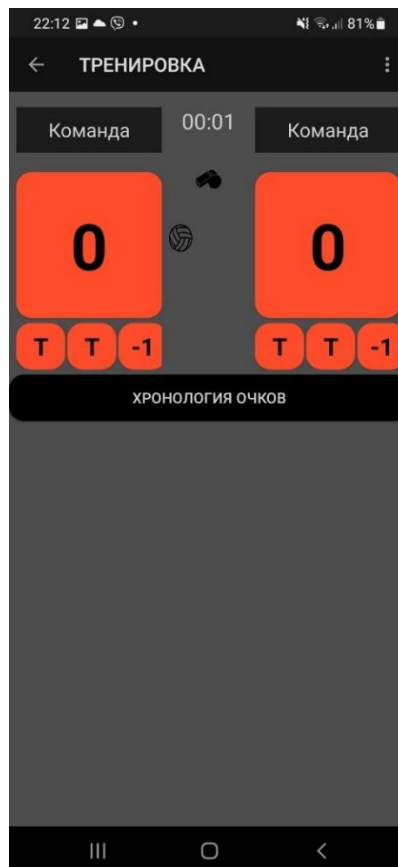 22:12 81%
ТРЕНИРОВКА
Команда 00:01 Команда
0 0
T T -1 T T -1
ХРОНОЛОГИЯ ОЧКОВ